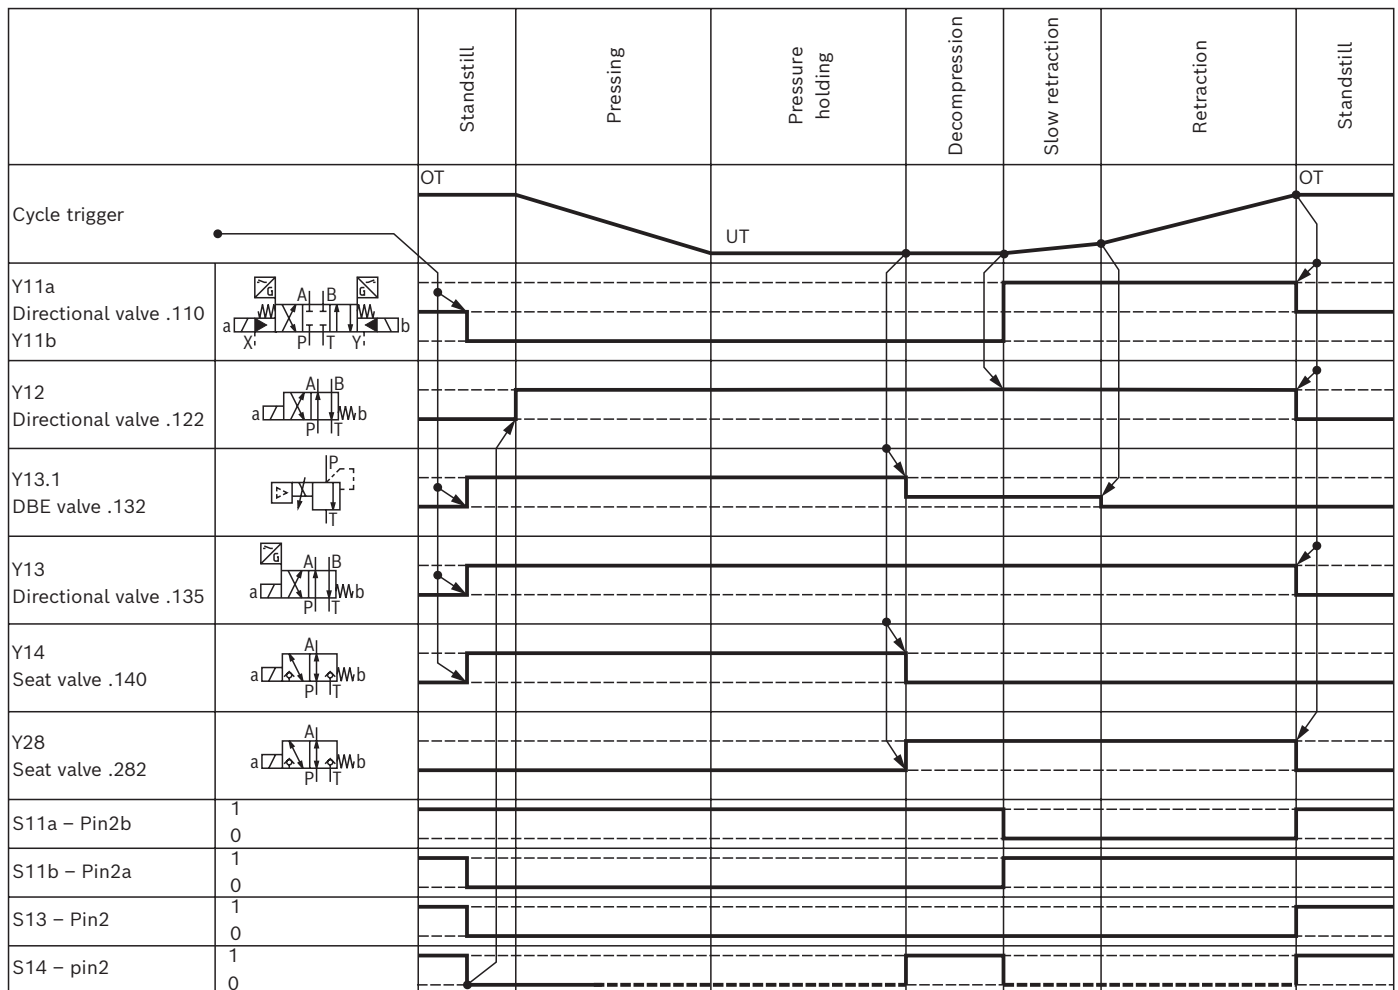 Standstill
Pressing
Pressure
holding
Decompression
Slow retraction
Retraction
Standstill
Cycle trigger
OT
UT
OT
Y11a
Directional valve .110
Y11b
G
G
A B
a b
X P T Y
Y12
Directional valve .122
A B
a b
P T
Y13.1
DBE valve .132
P
T
Y13
Directional valve .135
G
A B
a b
P T
Y14
Seat valve .140
A
a b
P T
Y28
Seat valve .282
A
a b
P T
S11a – Pin2b
1
0
S11b – Pin2a
1
0
S13 – Pin2
1
0
S14 – pin2
1
0